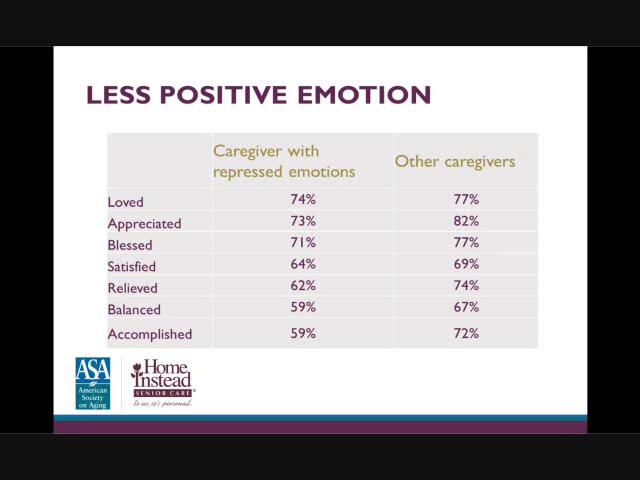 LESS POSITIVE EMOTION
Caregiver with
repressed emotions
Other caregivers
Loved 74% 77%
Appreciated 73% 82%
Blessed 71% 77%
Satisfied 64% 69%
Relieved 62% 74%
Balanced 59% 67%
Accomplished 59% 72%
ASA
American
Society
on Aging
Home
Instead
SENIOR CARE
To us, it's personal.